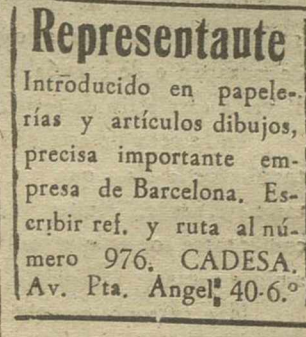 Representante
Introducido en papele-
rías y artículos dibujos,
precisa importante em-
presa de Barcelona. Es-
cribir ref. y ruta al nú-
mero 976. CADESA.
Av. Pta. Angel, 40-6.º